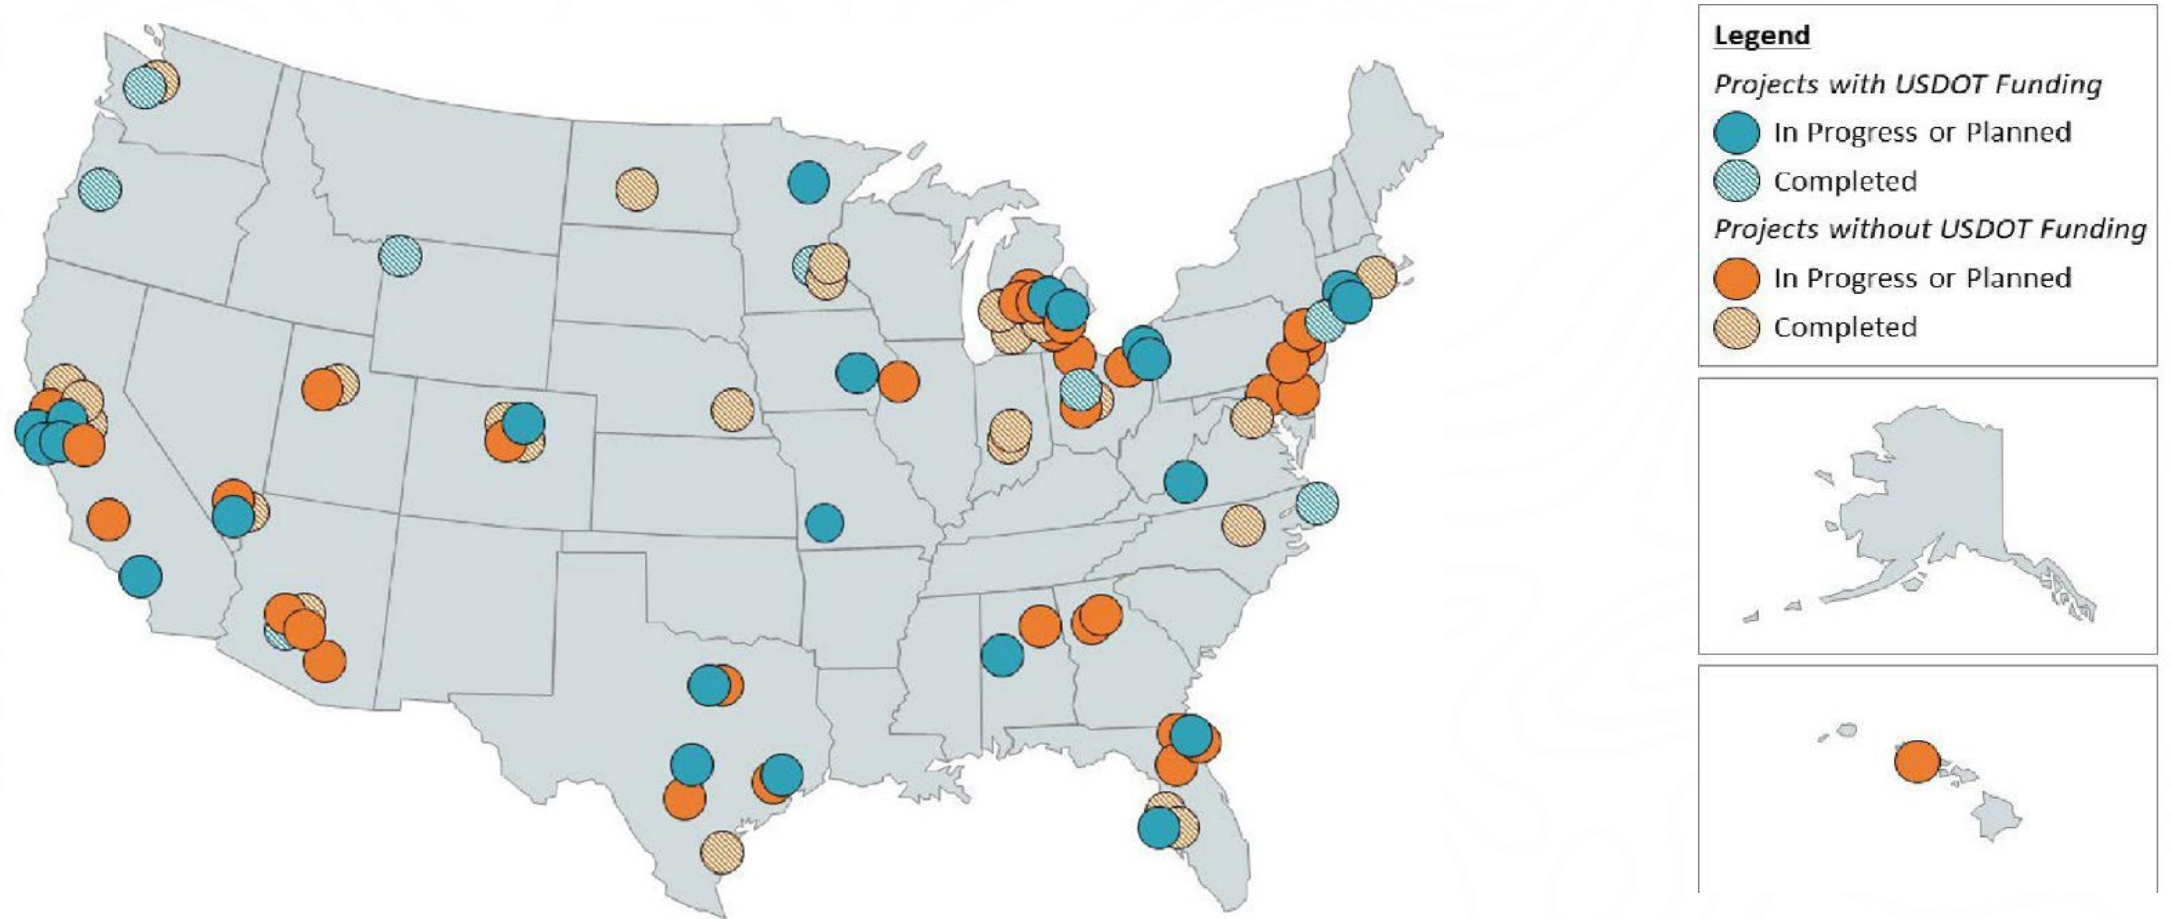 Legend
Projects with USDOT Funding
In Progress or Planned
Completed
Projects without USDOT Funding
In Progress or Planned
Completed